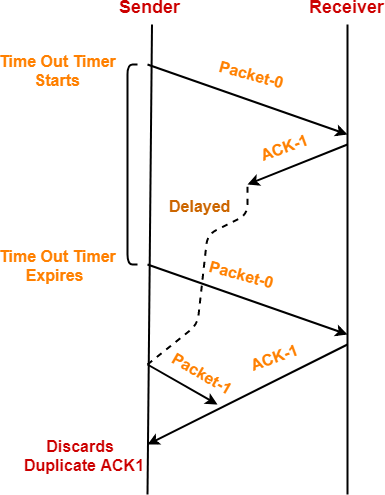 Sender
Receiver
Time Out Timer
Starts
Packet-0
ACK-1
Delayed
Time Out Timer
Expires
Packet-0
Packet-1
ACK-1
Discards
Duplicate ACK1